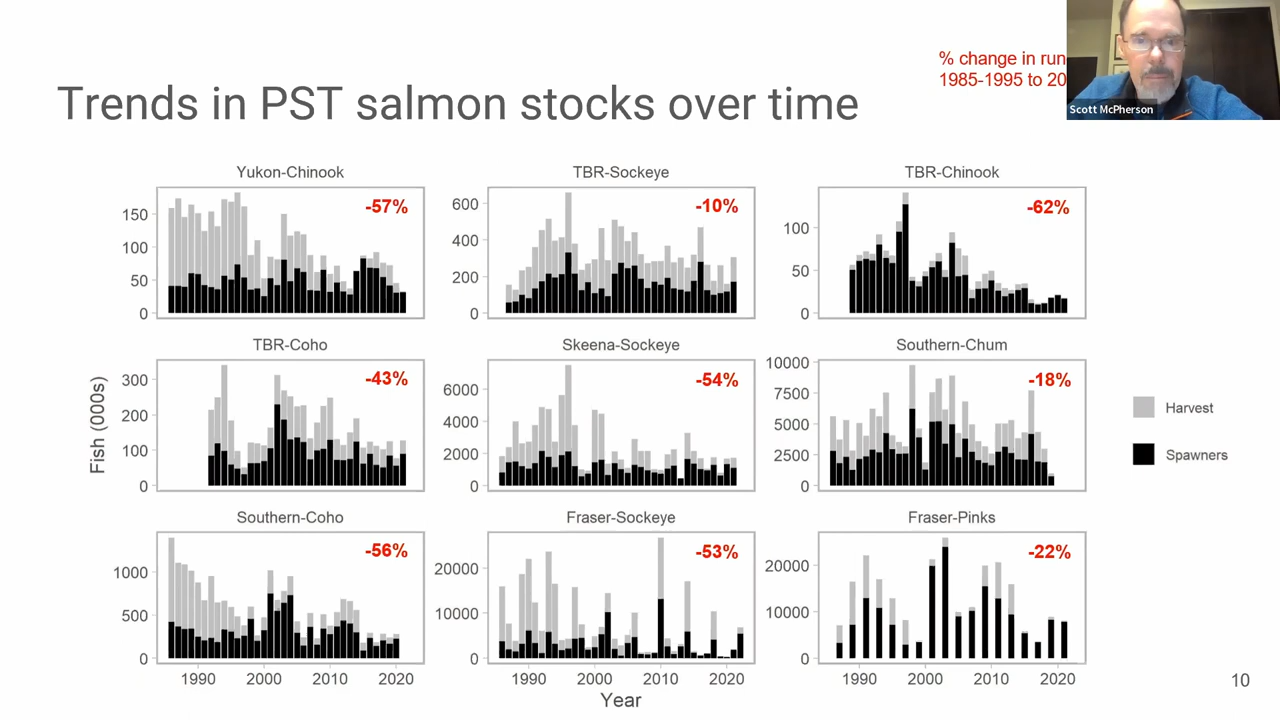 % change in run
1985-1995 to 20
Scott McPherson
Trends in PST salmon stocks over time
Yukon-Chinook
TBR-Sockeye
TBR-Chinook
-57%
-10%
-62%
150
100
50
0
600
400
200
0
100
50
0
TBR-Coho
Skeena-Sockeye
Southern-Chum
-43%
-54%
-18%
300
200
100
0
6000
4000
2000
0
10000
7500
5000
2500
0
Fish (000s)
Harvest
Spawners
Southern-Coho
Fraser-Sockeye
Fraser-Pinks
-56%
-53%
-22%
1000
500
0
20000
10000
0
20000
10000
0
1990 2000 2010 2020
1990 2000 2010 2020
1990 2000 2010 2020
Year
10